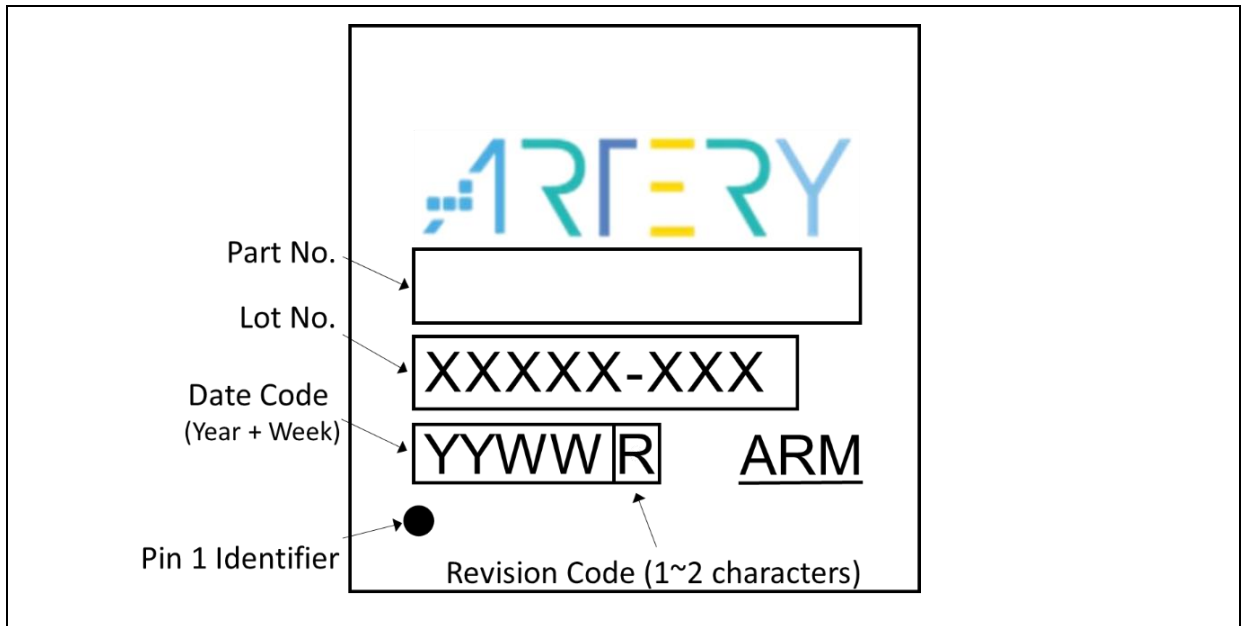 ARTERY
Part No.
Lot No.
XXXXX-XXX
Date Code
(Year + Week)
YYWW R
ARM
Pin 1 Identifier
Revision Code (1~2 characters)